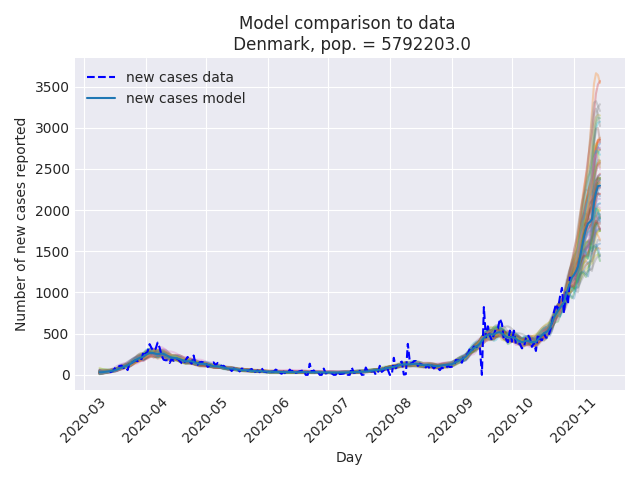 Model comparison to data
Denmark, pop. = 5792203.0
new cases data
new cases model
Number of new cases reported
3500
3000
2500
2000
1500
1000
500
0
2020-03
2020-04
2020-05
2020-06
2020-07
2020-08
2020-09
2020-10
2020-11
Day